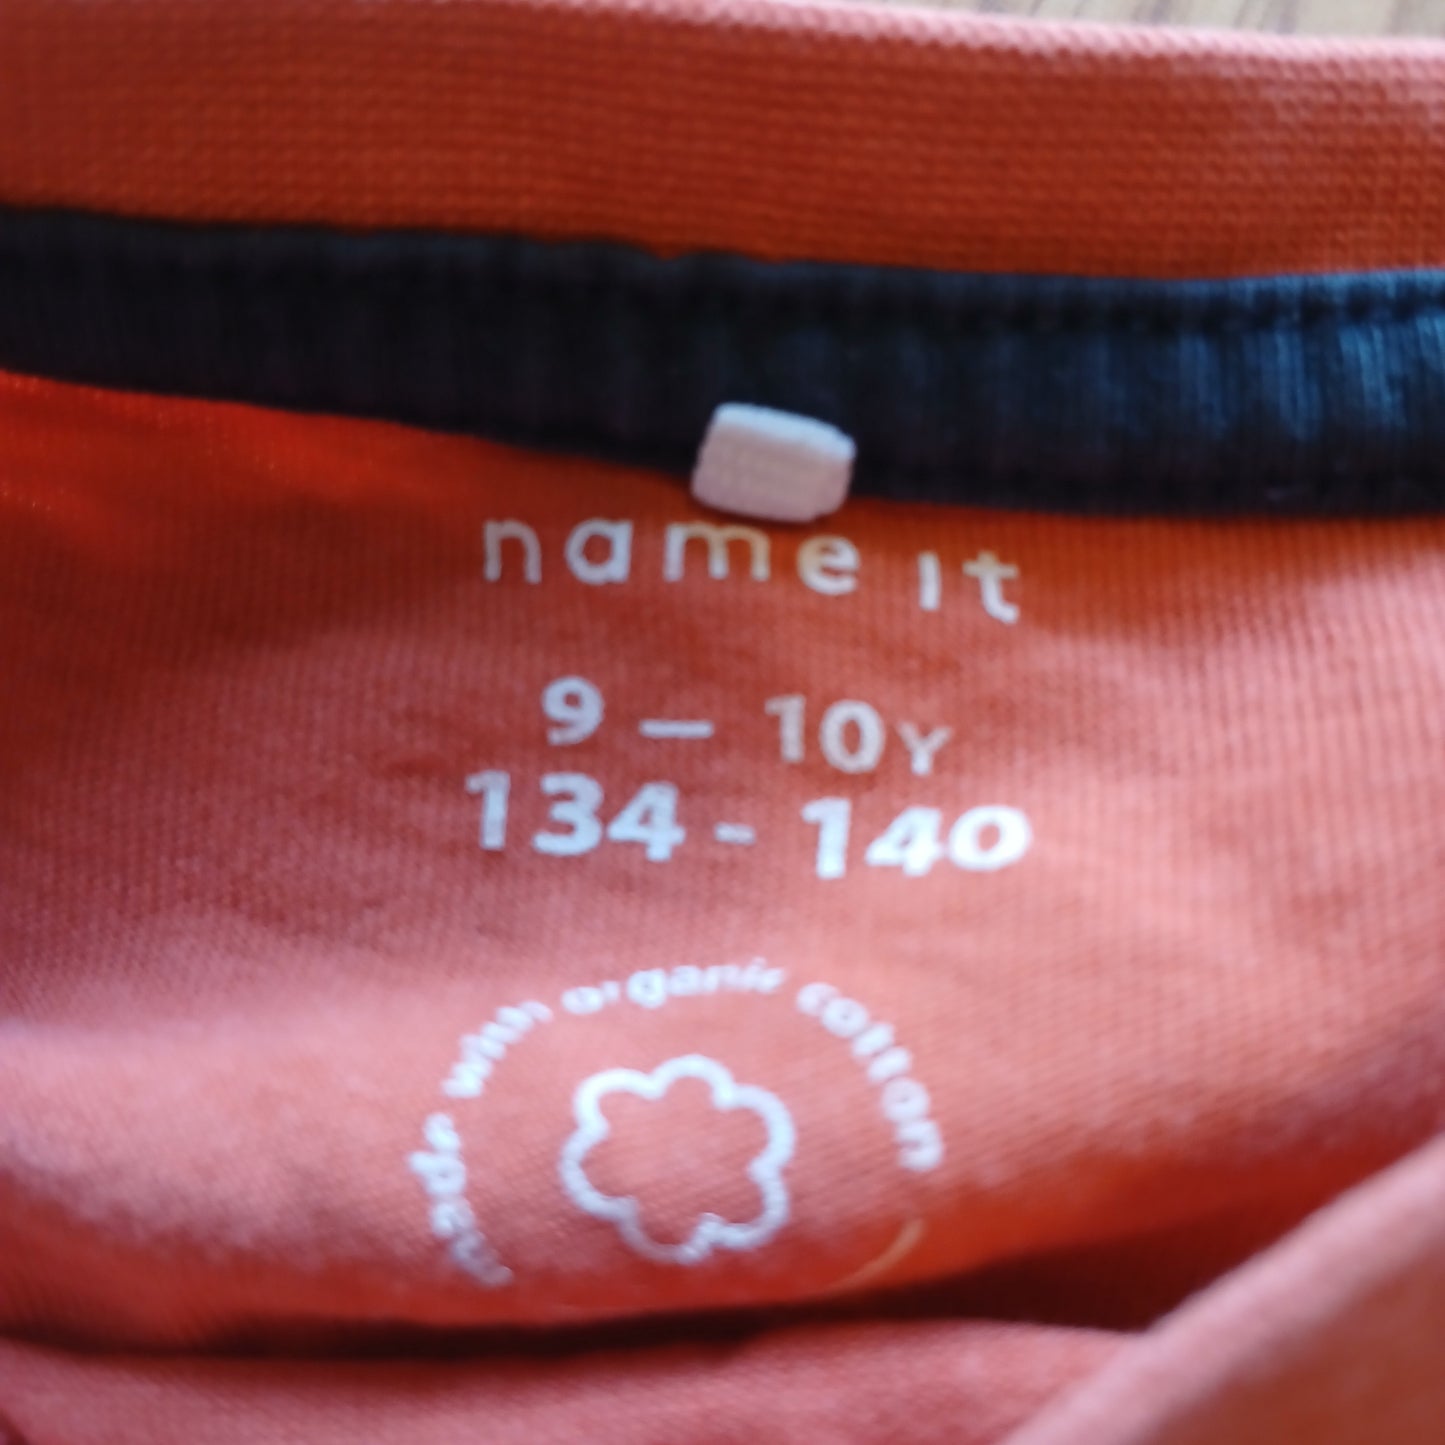 name it
9 – 10Y
134 - 140
made with organic cotton